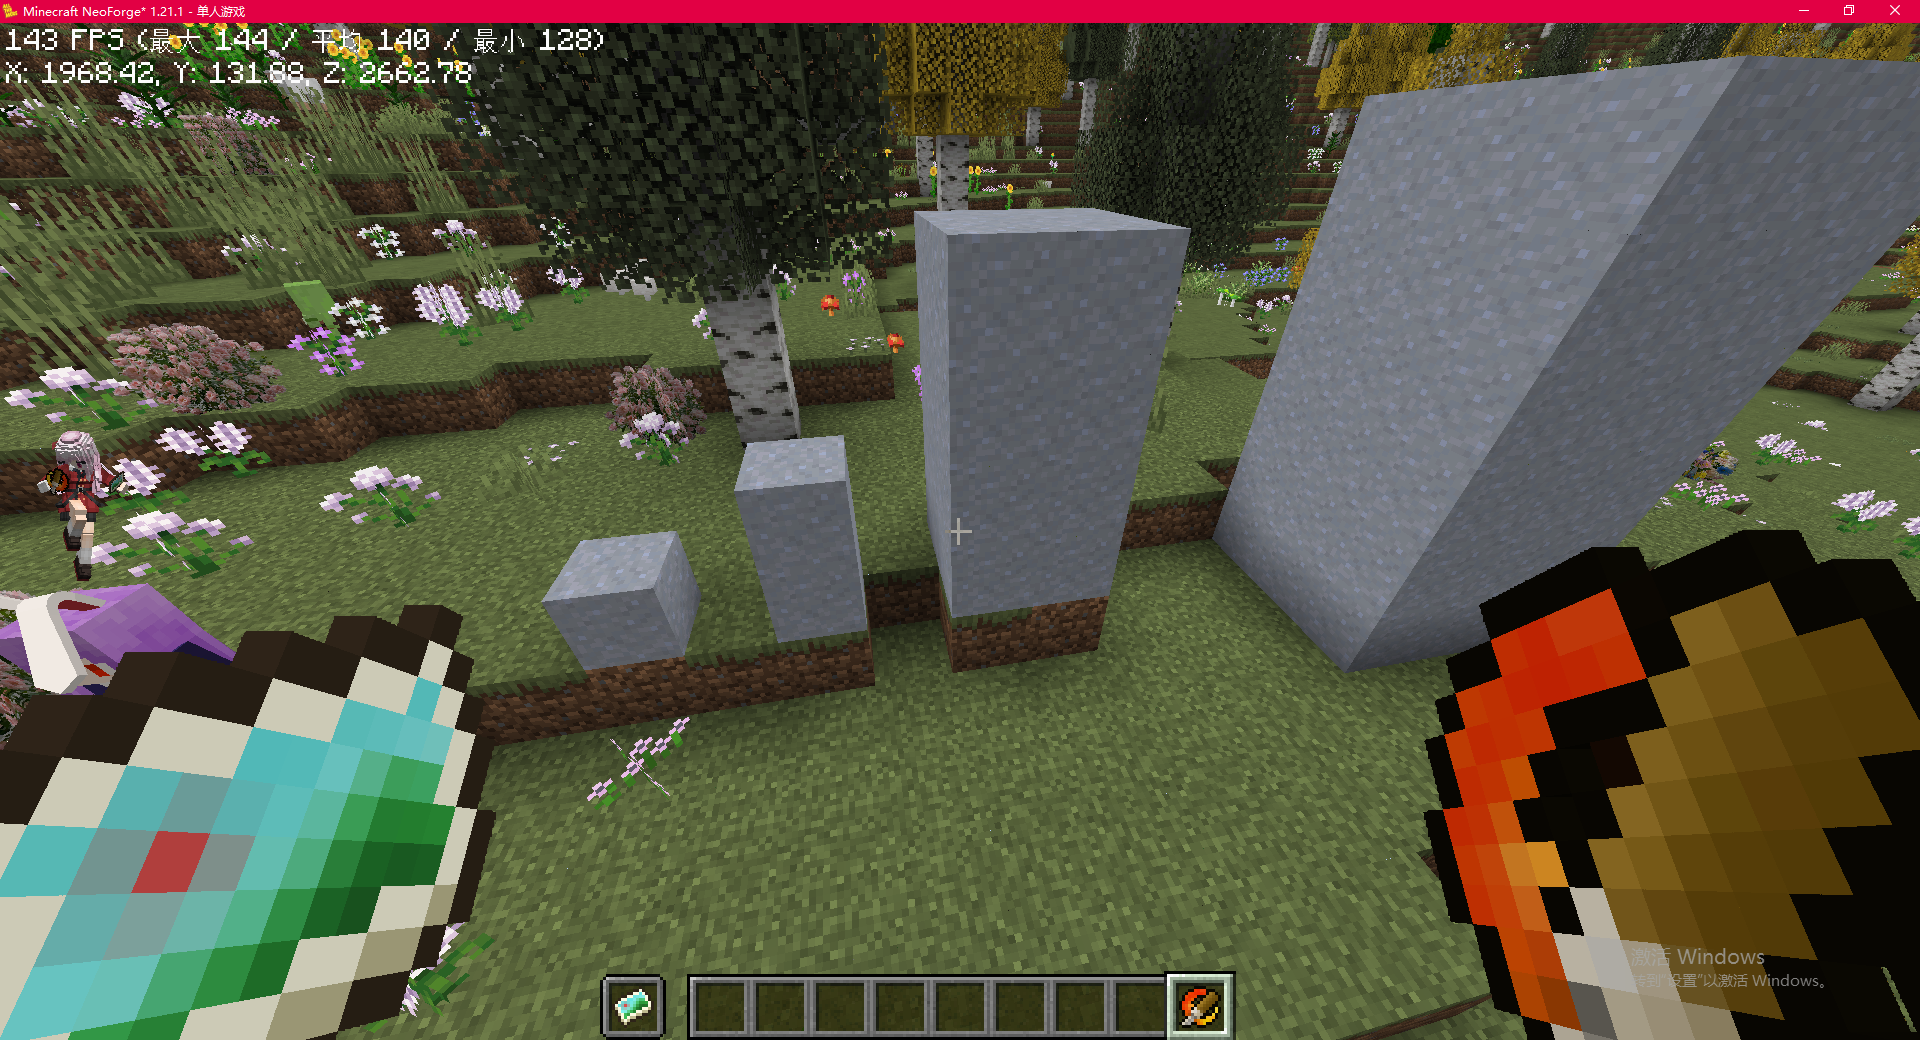 Minecraft NeoForge* 1.21.1 - 单人游戏
143 FPS (最大 144 / 平均 140 / 最小 128)
X: 1968.42, Y: 131.88, Z: 2662.78
激活 Windows
转到“设置”以激活 Windows。